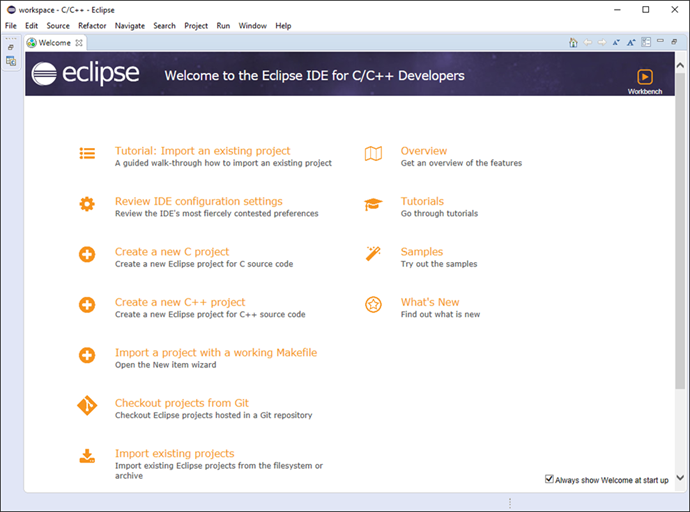 workspace - C/C++ - Eclipse
File Edit Source Refactor Navigate Search Project Run Window Help
Welcome
eclipse Welcome to the Eclipse IDE for C/C++ Developers
Workbench
Tutorial: Import an existing project
A guided walk-through how to import an existing project
Review IDE configuration settings
Review the IDE's most fiercely contested preferences
Create a new C project
Create a new Eclipse project for C source code
Create a new C++ project
Create a new Eclipse project for C++ source code
Import a project with a working Makefile
Open the New item wizard
Checkout projects from Git
Checkout Eclipse projects hosted in a Git repository
Import existing projects
Import existing Eclipse projects from the filesystem or
archive
Overview
Get an overview of the features
Tutorials
Go through tutorials
Samples
Try out the samples
What's New
Find out what is new
Always show Welcome at start up